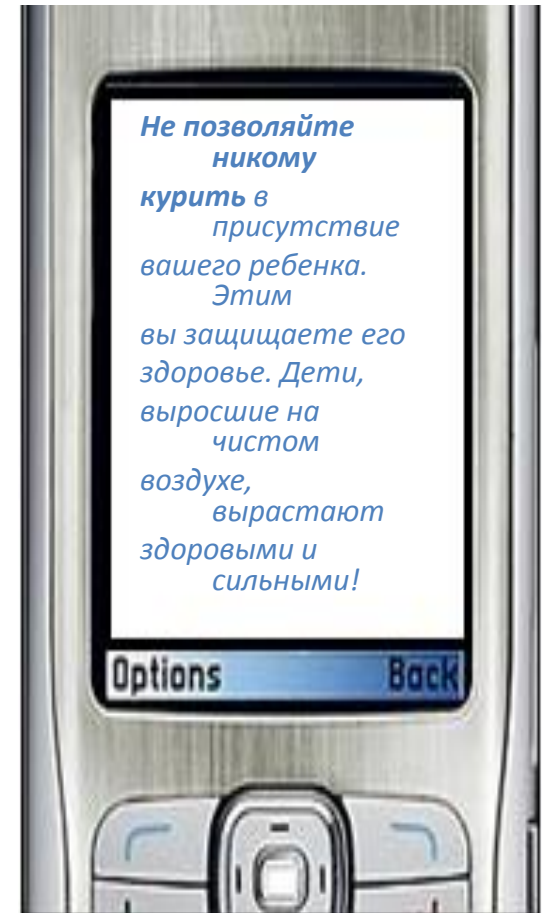 Не позволяйте
никому
курить в
присутствие
вашего ребенка.
Этим
вы защищаете его
здоровье. Дети,
выросшие на
чистом
воздухе,
вырастают
здоровыми и
сильными!
Options Back